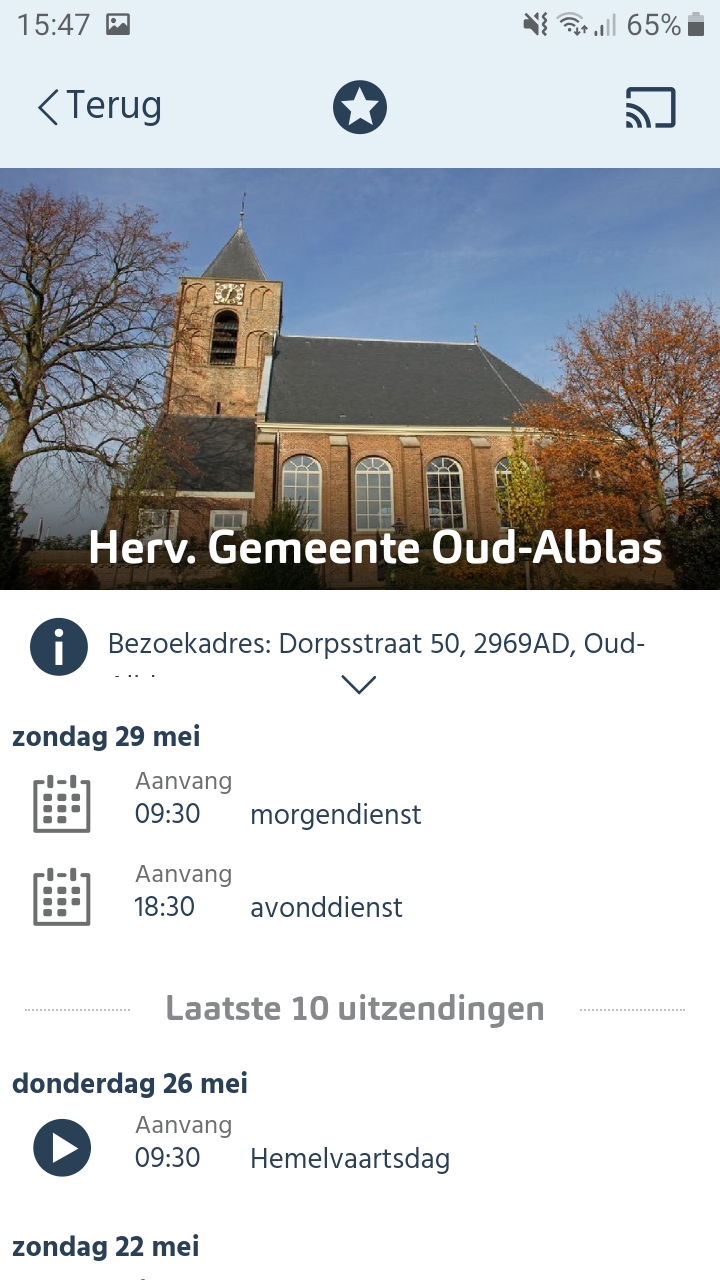 15:47 65%
Terug
Herv. Gemeente Oud-Alblas
Bezoekadres: Dorpsstraat 50, 2969AD, Oud-
zondag 29 mei
Aanvang
09:30 morgendienst
Aanvang
18:30 avonddienst
Laatste 10 uitzendingen
donderdag 26 mei
Aanvang
09:30 Hemelvaartsdag
zondag 22 mei